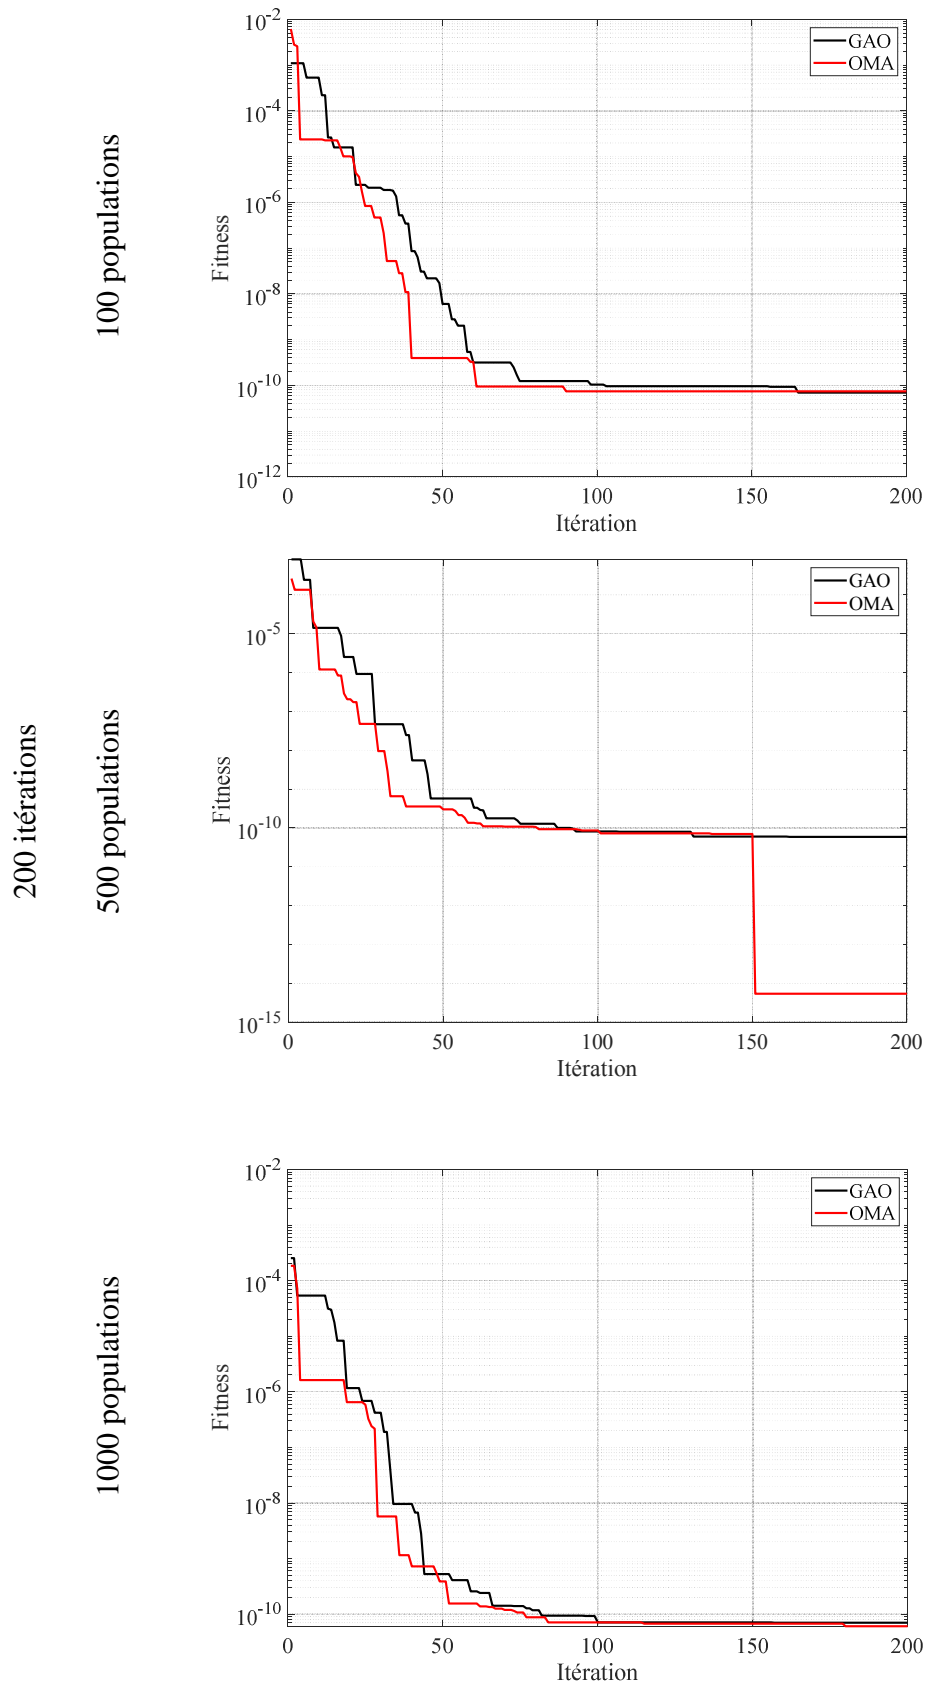 200 itérations
100 populations
10^-2
10^-4
10^-6
10^-8
10^-10
10^-12
Fitness
GAO
OMA
0 50 100 150 200
Itération
500 populations
10^-5
10^-10
10^-15
Fitness
GAO
OMA
0 50 100 150 200
Itération
1000 populations
10^-2
10^-4
10^-6
10^-8
10^-10
Fitness
GAO
OMA
0 50 100 150 200
Itération